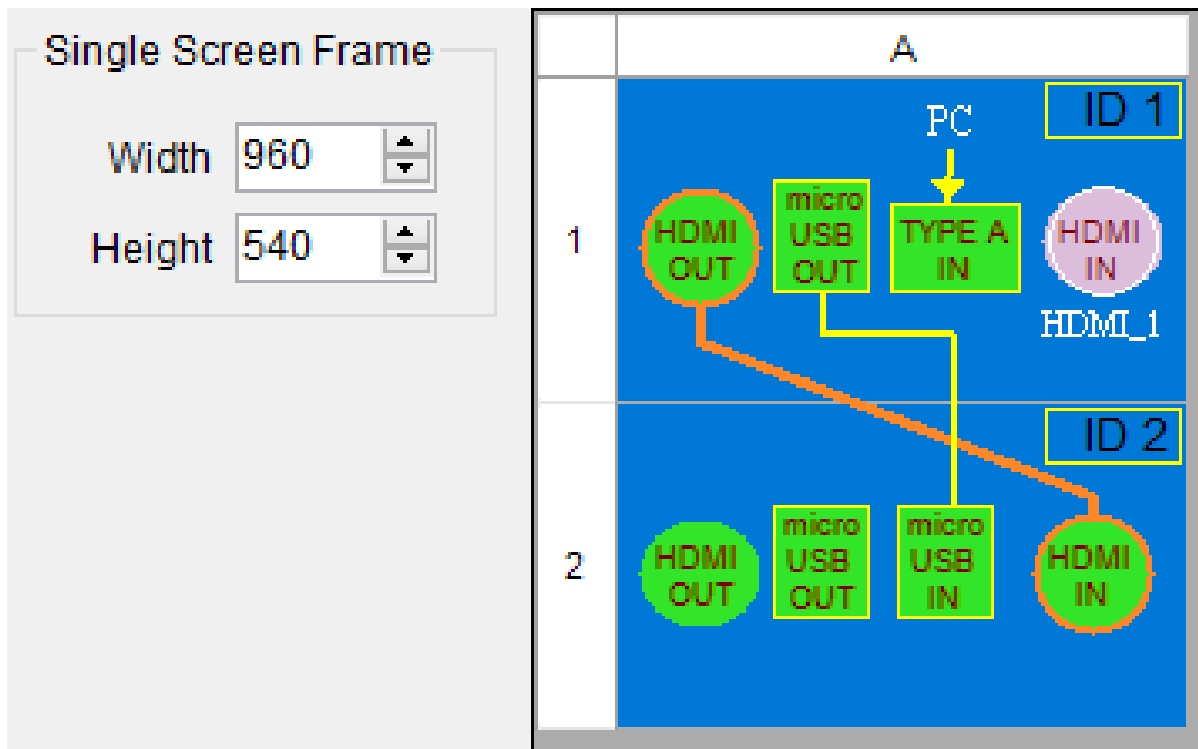 Single Screen Frame
Width 960
Height 540
A
1
ID 1
PC
HDMI
OUT
micro
USB
OUT
TYPE A
IN
HDMI
IN
HDMI_1
2
ID 2
HDMI
OUT
micro
USB
OUT
micro
USB
IN
HDMI
IN